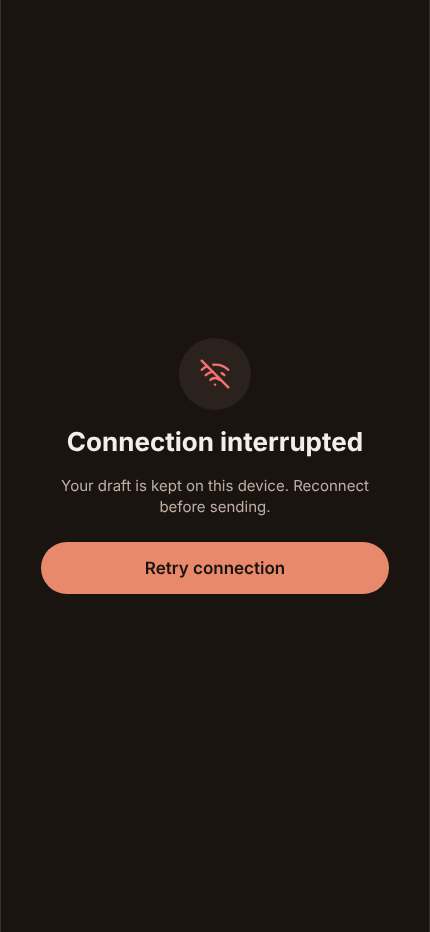 Connection interrupted
Your draft is kept on this device. Reconnect
before sending.
Retry connection